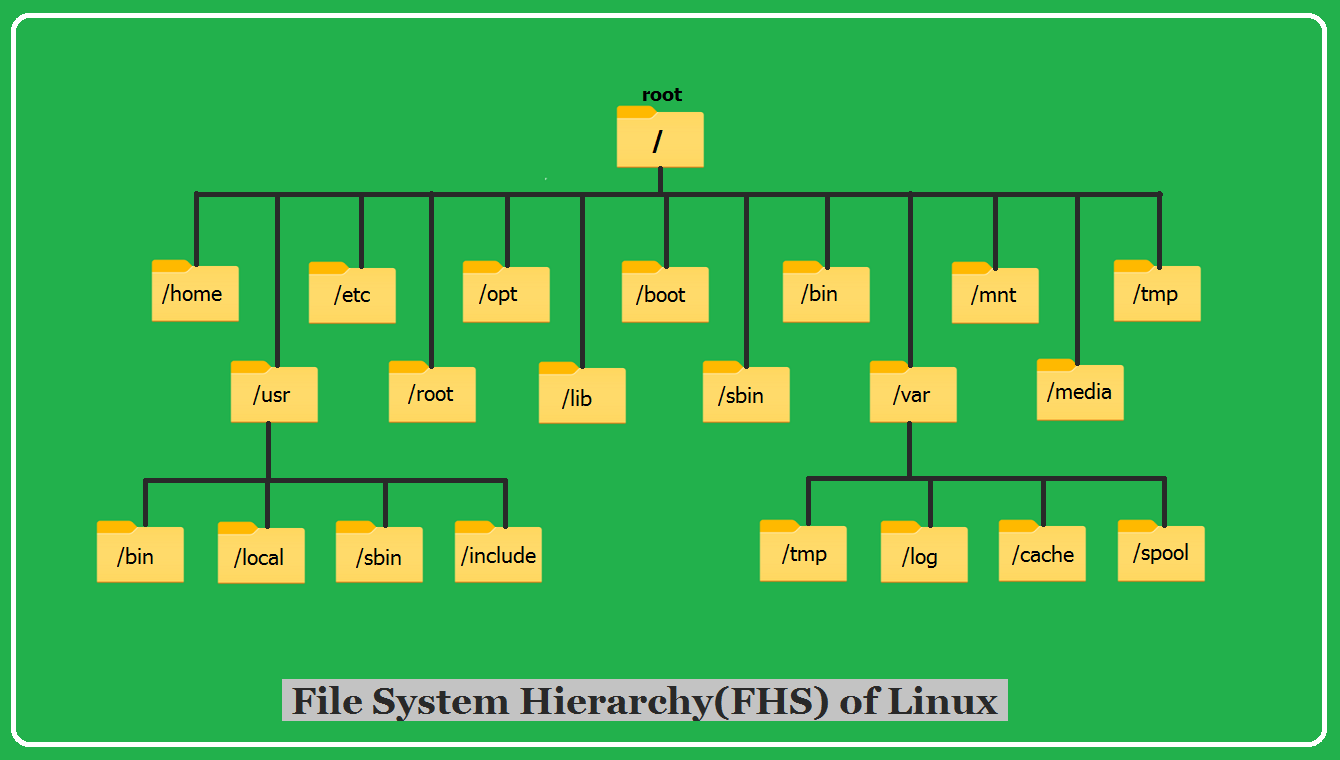 root
/
/home
/etc
/opt
/boot
/bin
/mnt
/tmp
/usr
/root
/lib
/sbin
/var
/media
/bin
/local
/sbin
/include
/tmp
/log
/cache
/spool
File System Hierarchy(FHS) of Linux